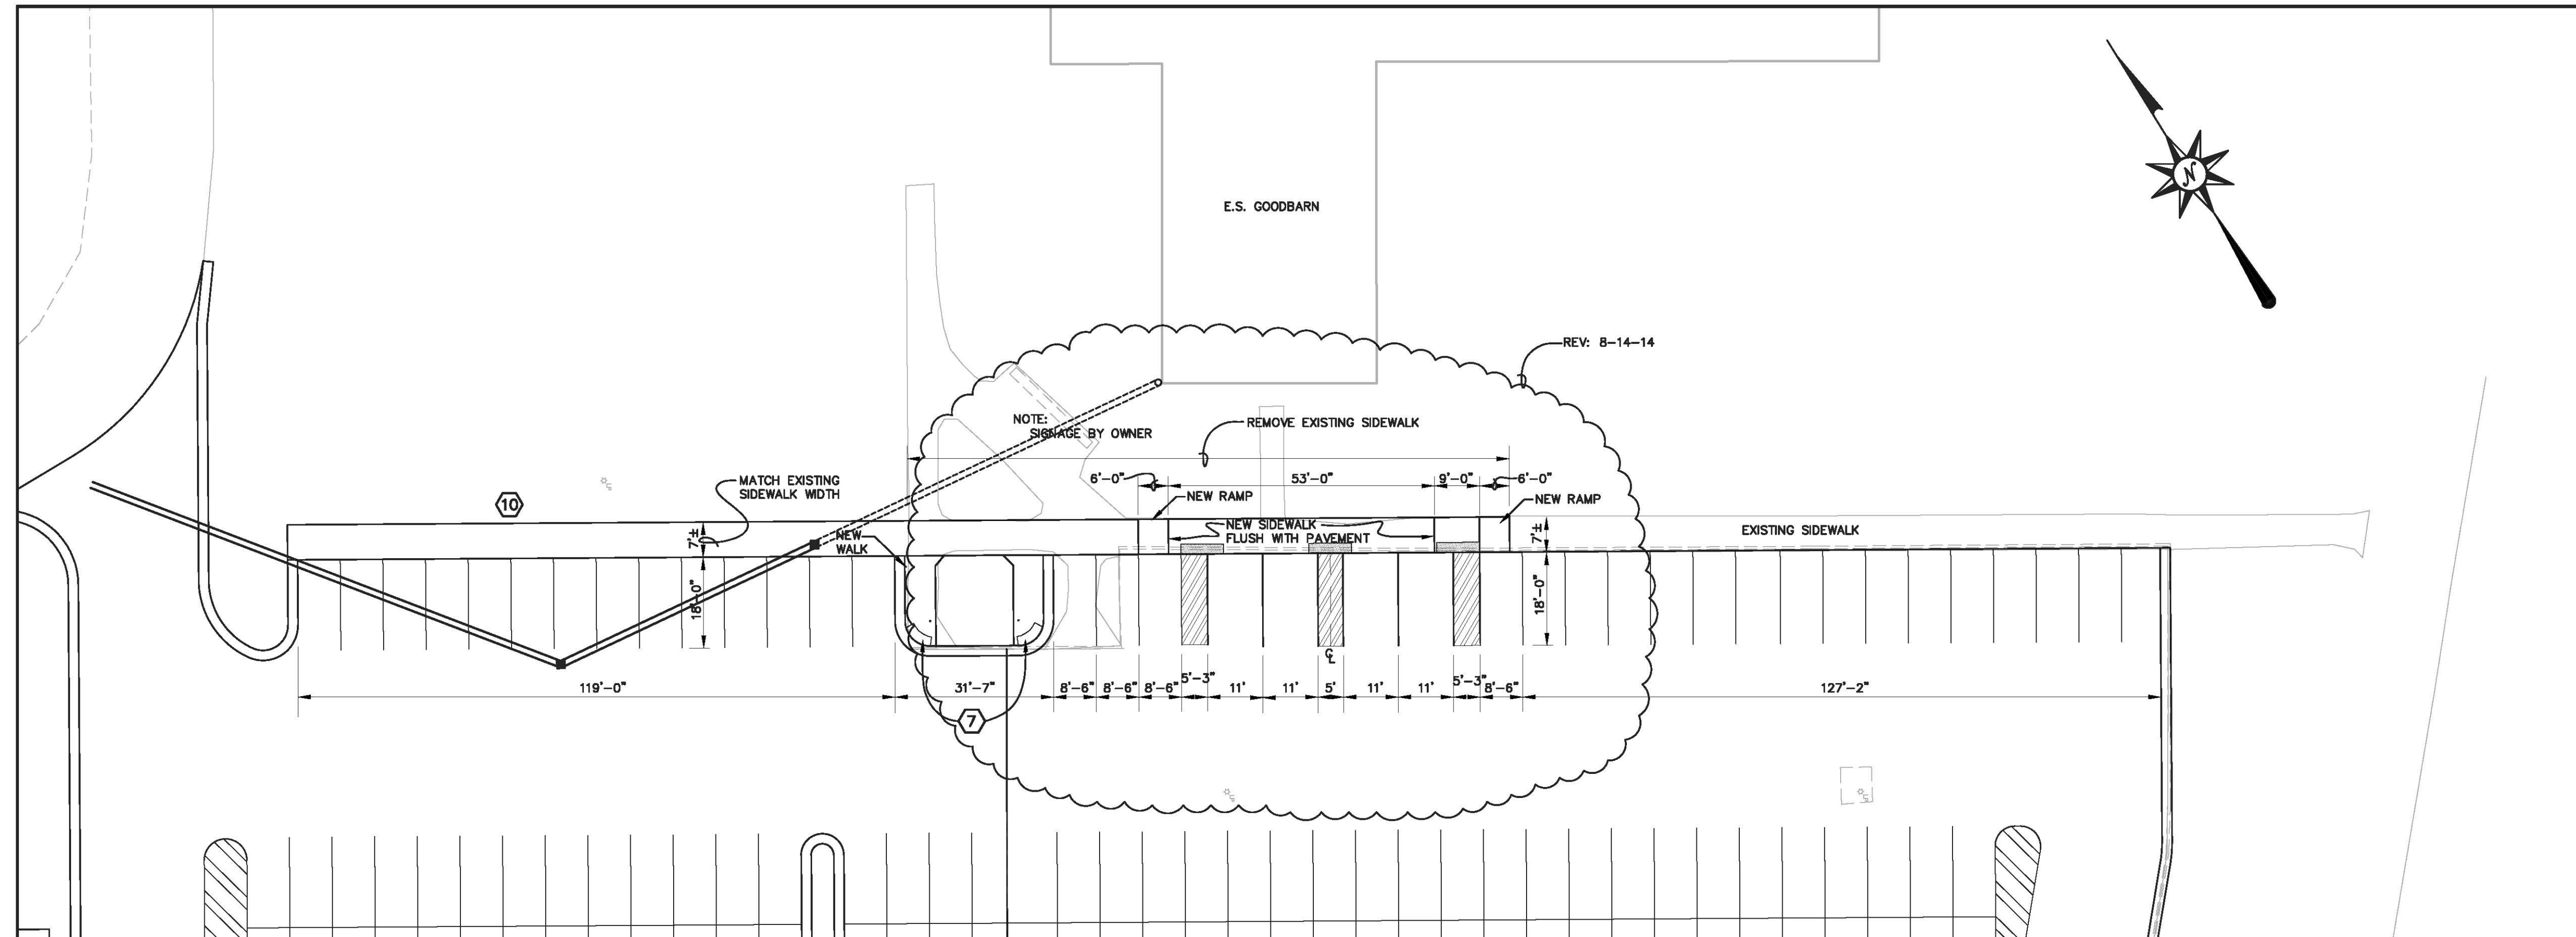 N
E.S. GOODBARN
REV: 8-14-14
NOTE:
SIGNAGE BY OWNER
REMOVE EXISTING SIDEWALK
MATCH EXISTING
SIDEWALK WIDTH
10
6'-0"
53'-0"
9'-0"
6'-0"
NEW RAMP
NEW RAMP
7'±
NEW
WALK
NEW SIDEWALK
FLUSH WITH PAVEMENT
7'±
EXISTING SIDEWALK
18'-0"
18'-0"
CL
119'-0"
31'-7"
8'-6"
8'-6"
8'-6"
5'-3"
11'
11'
5'
11'
11'
5'-3"
8'-6"
127'-2"
7